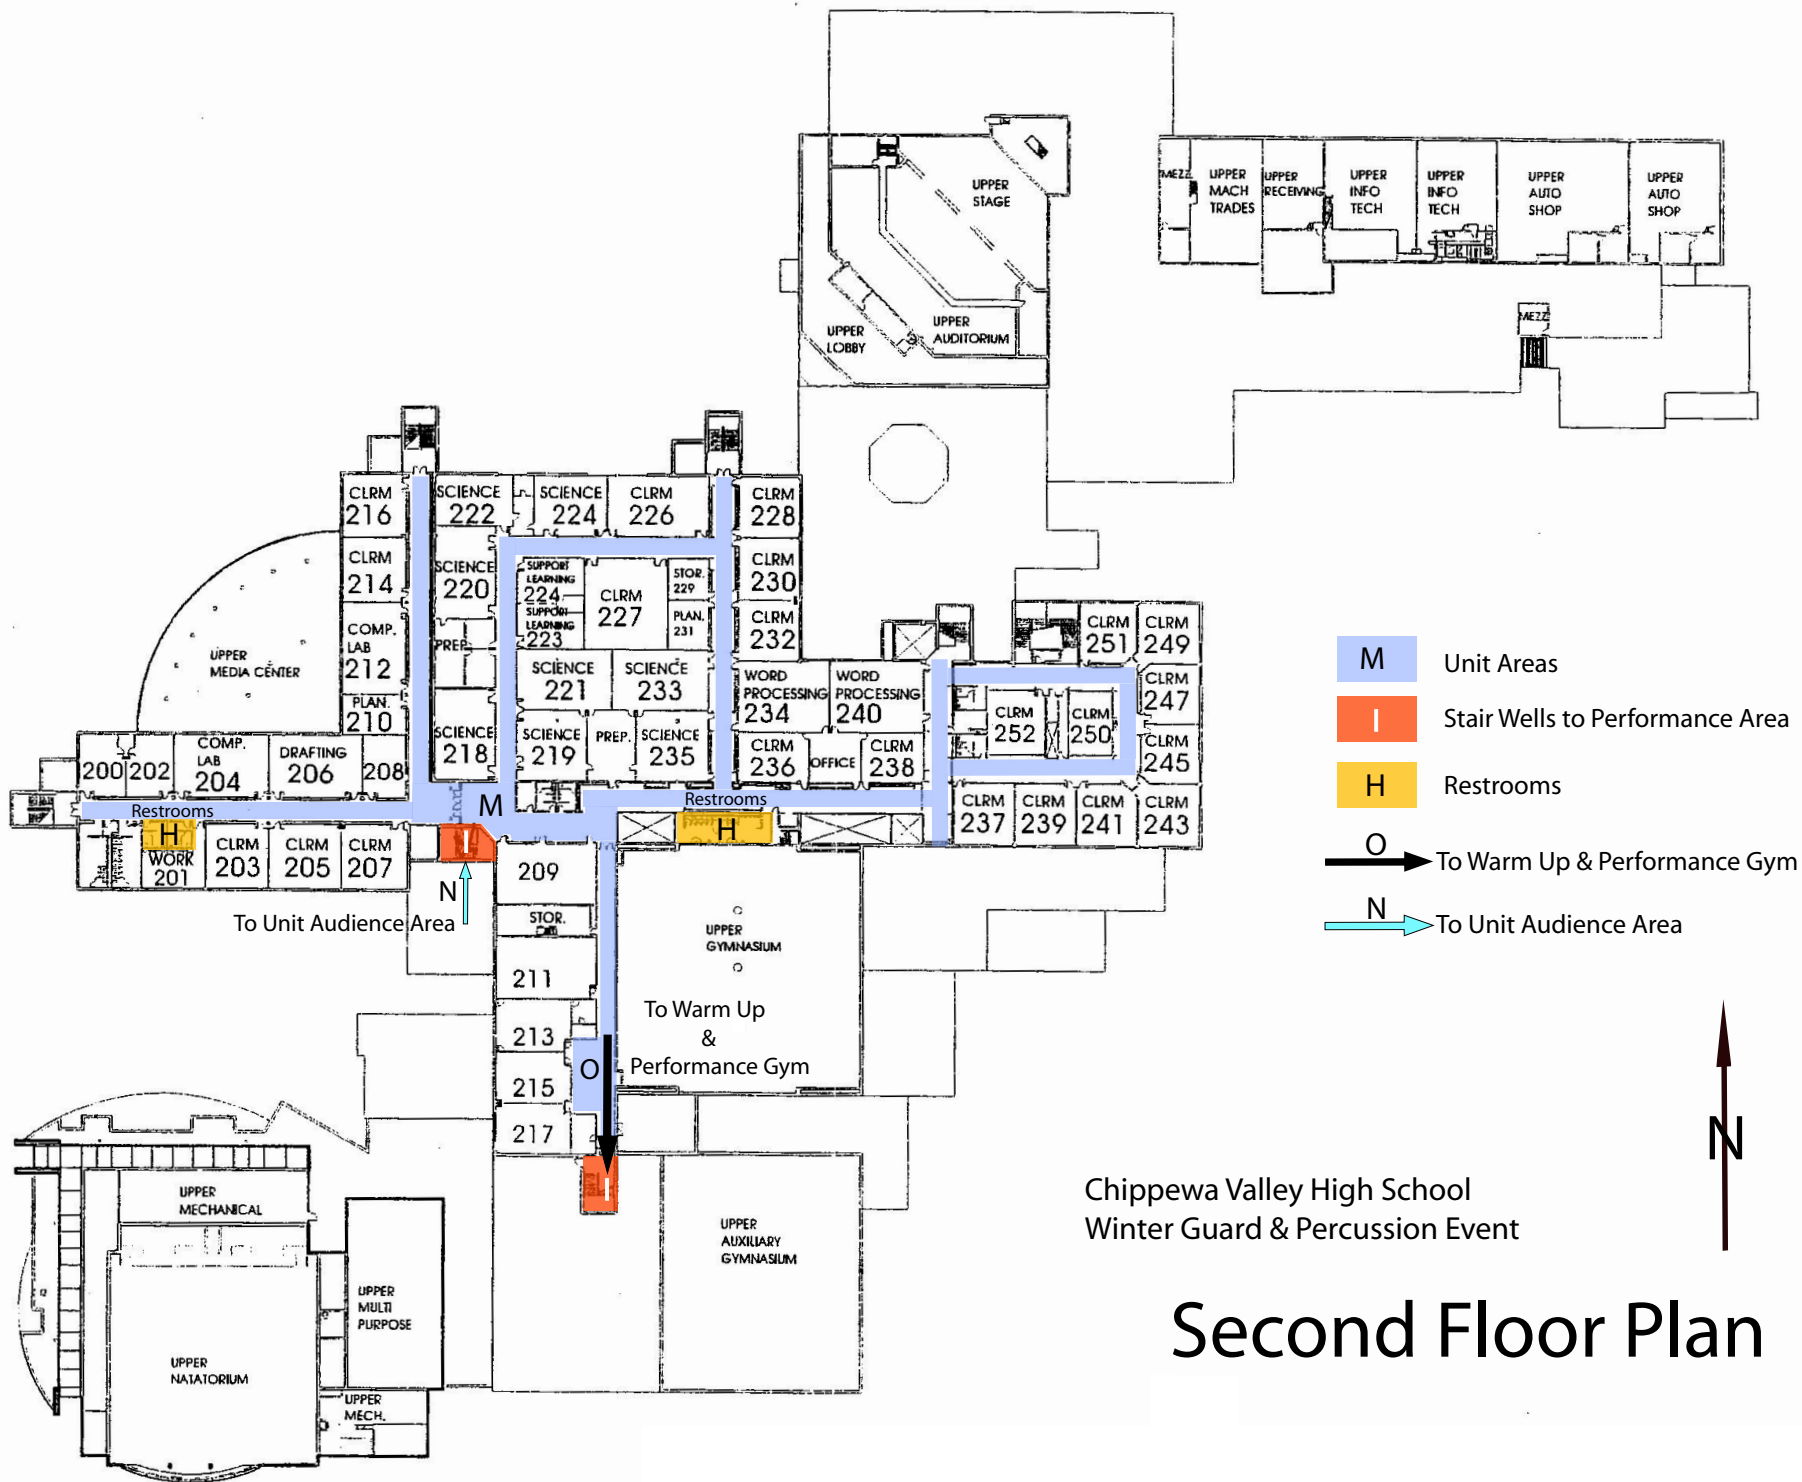 UPPER
STAGE
UPPER
LOBBY
UPPER
AUDITORIUM
MEZZ
UPPER
MACH
TRADES
UPPER
RECEIVING
UPPER
INFO
TECH
UPPER
INFO
TECH
UPPER
AUTO
SHOP
UPPER
AUTO
SHOP
MEZZ
CLRM
216
SCIENCE
222
SCIENCE
224
CLRM
226
CLRM
228
CLRM
214
SCIENCE
220
SUPPORT
LEARNING
224
SUPPORT
LEARNING
223
CLRM
227
STOR.
229
PLAN.
231
CLRM
230
CLRM
232
COMP.
LAB
212
PREP
UPPER
MEDIA CENTER
PLAN.
210
SCIENCE
218
SCIENCE
221
SCIENCE
233
SCIENCE
219
PREP.
SCIENCE
235
WORD
PROCESSING
234
WORD
PROCESSING
240
CLRM
236
OFFICE
CLRM
238
CLRM
251
CLRM
249
CLRM
247
CLRM
252
CLRM
250
CLRM
245
CLRM
237
CLRM
239
CLRM
241
CLRM
243
200
202
COMP.
LAB
204
DRAFTING
206
208
Restrooms
H
WORK
201
CLRM
203
CLRM
205
CLRM
207
M
I
N
To Unit Audience Area
Restrooms
H
209
STOR.
211
213
215
217
O
I
UPPER
GYMNASIUM
To Warm Up
&
Performance Gym
UPPER
AUXILIARY
GYMNASIUM
UPPER
MECHANICAL
UPPER
MULTI
PURPOSE
UPPER
NATATORIUM
UPPER
MECH.
M Unit Areas
I Stair Wells to Performance Area
H Restrooms
O To Warm Up & Performance Gym
N To Unit Audience Area
N
Chippewa Valley High School
Winter Guard & Percussion Event
Second Floor Plan